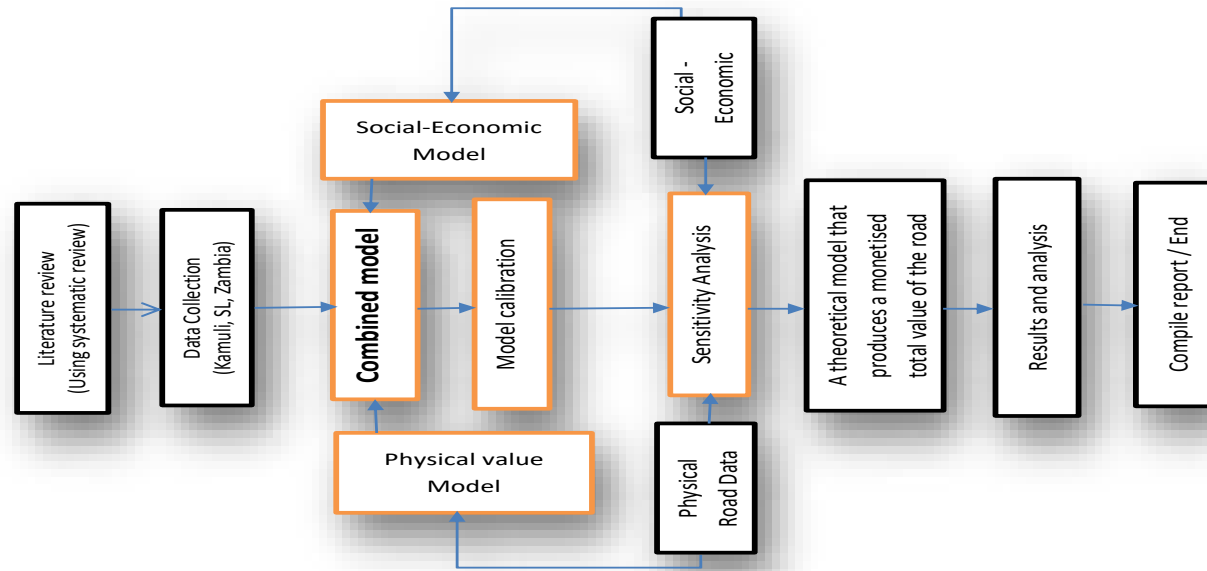 Literature review
(Using systematic review)
Data Collection
(Kamuli, SL, Zambia)
Social-Economic
Model
Combined model
Physical value
Model
Model calibration
Social -
Economic
Sensitivity Analysis
Physical
Road Data
A theoretical model that
produces a monetised
total value of the road
Results and analysis
Compile report / End